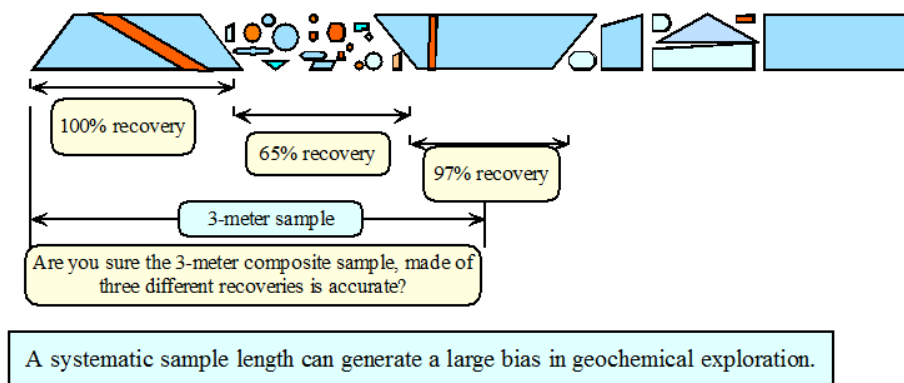 100% recovery
65% recovery
97% recovery
3-meter sample
Are you sure the 3-meter composite sample, made of
three different recoveries is accurate?
A systematic sample length can generate a large bias in geochemical exploration.